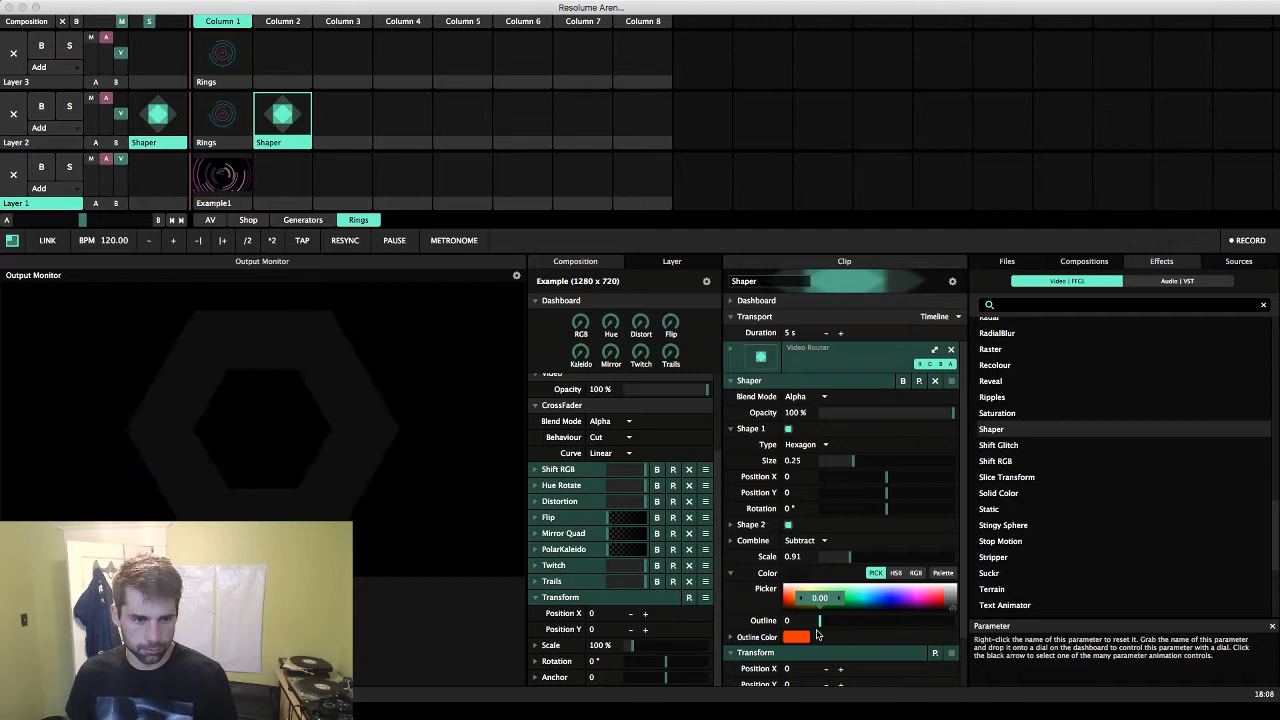 Resolume Aren...
Composition X B M S Column 1 Column 2 Column 3 Column 4 Column 5 Column 6 Column 7 Column 8
B S M A V
Add
Layer 3 A B Rings
B S M A V
Add
Layer 2 A B Shaper Rings Shaper
B S M A V
Add
Layer 1 A B Example1
A B AV Shop Generators Rings
LINK BPM 120.00 - + -| |+ /2 *2 TAP RESYNC PAUSE METRONOME RECORD
Output Monitor
Output Monitor
Composition Layer
Example (1280 x 720)
Dashboard
RGB Hue Distort Flip
Kaleido Mirror Twitch Trails
Video
Opacity 100 %
CrossFader
Blend Mode Alpha
Behaviour Cut
Curve Linear
Shift RGB B P. X
Hue Rotate B P. X
Distortion B P. X
Flip B P. X
Mirror Quad B P. X
PolarKaleido B P. X
Twitch B P. X
Trails B P. X
Transform P.
Position X 0 - +
Position Y 0 - +
Scale 100 %
Rotation 0 °
Anchor 0
Clip
Shaper
Dashboard
Transport Timeline
Duration 5 s - +
Video Router
R G B A
Shaper B P. X
Blend Mode Alpha
Opacity 100 %
Shape 1
Type Hexagon
Size 0.25
Position X 0
Position Y 0
Rotation 0 °
Shape 2
Combine Subtract
Scale 0.91
Color PICK HSB RGB Palette
Picker 0.00
Outline 0
Outline Color
Transform P.
Position X 0 - +
Position Y 0
Files Compositions Effects Sources
Video | FFGL Audio | VST
Radar
RadialBlur
Raster
Recolour
Reveal
Ripples
Saturation
Shaper
Shift Glitch
Shift RGB
Slice Transform
Solid Color
Static
Stingy Sphere
Stop Motion
Stripper
Suckr
Terrain
Text Animator
Parameter
Right-click the name of this parameter to reset it. Grab the name of this parameter
and drop it onto a dial on the dashboard to control this parameter with a dial. Click
the black arrow to select one of the many parameter animation controls.
18:08